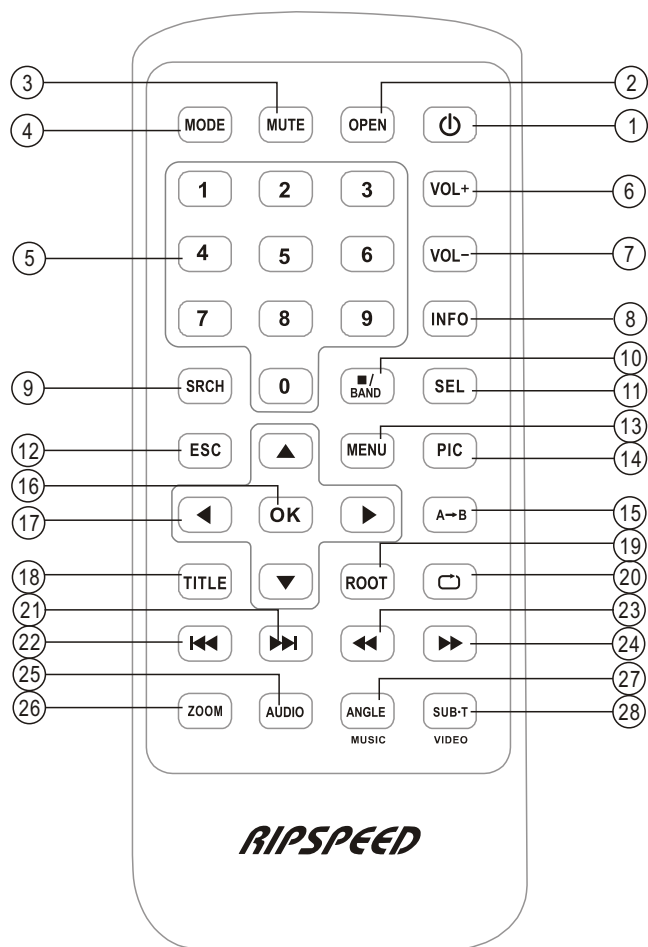 3
2
4
MODE
MUTE
OPEN
1
1
2
3
VOL+
6
5
4
5
6
VOL-
7
7
8
9
INFO
8
10
9
SRCH
0
■/
BAND
SEL
11
12
ESC
MENU
13
PIC
14
16
17
OK
A→B
15
19
18
TITLE
ROOT
20
21
23
22
24
25
27
26
ZOOM
AUDIO
ANGLE
SUB·T
28
MUSIC
VIDEO
RIPSPEED